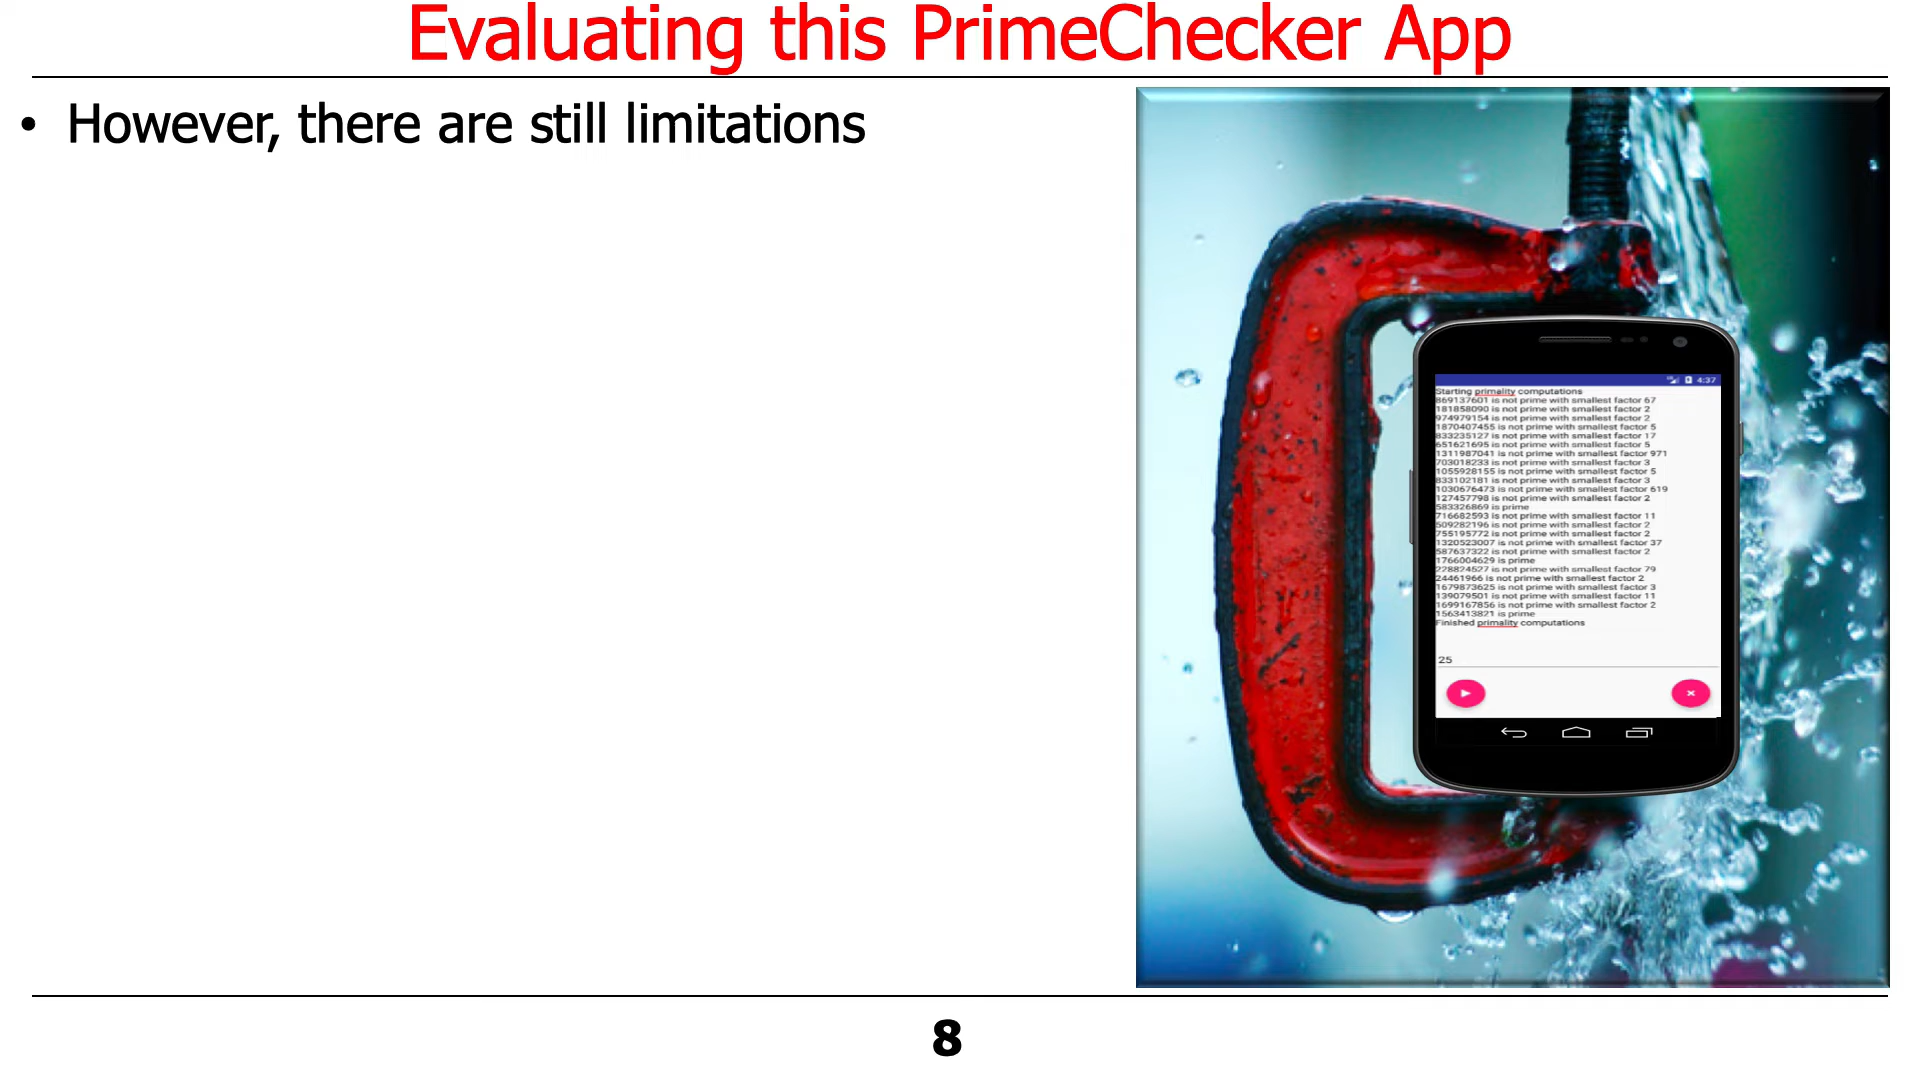 Evaluating this PrimeChecker App
• However, there are still limitations
4:37
Starting primality computations
869137601 is not prime with smallest factor 67
181858090 is not prime with smallest factor 2
974979154 is not prime with smallest factor 2
1870407455 is not prime with smallest factor 5
833235127 is not prime with smallest factor 17
651621695 is not prime with smallest factor 5
1311987041 is not prime with smallest factor 971
703018233 is not prime with smallest factor 3
1055928155 is not prime with smallest factor 5
833102181 is not prime with smallest factor 3
1030676473 is not prime with smallest factor 619
127457798 is not prime with smallest factor 2
583326869 is prime
716682593 is not prime with smallest factor 11
509282196 is not prime with smallest factor 2
755195772 is not prime with smallest factor 2
1320523007 is not prime with smallest factor 37
587637322 is not prime with smallest factor 2
1766004629 is prime
228824527 is not prime with smallest factor 79
24461966 is not prime with smallest factor 2
1679873625 is not prime with smallest factor 3
139079501 is not prime with smallest factor 11
1699167856 is not prime with smallest factor 2
1563413821 is prime
Finished primality computations
25
8